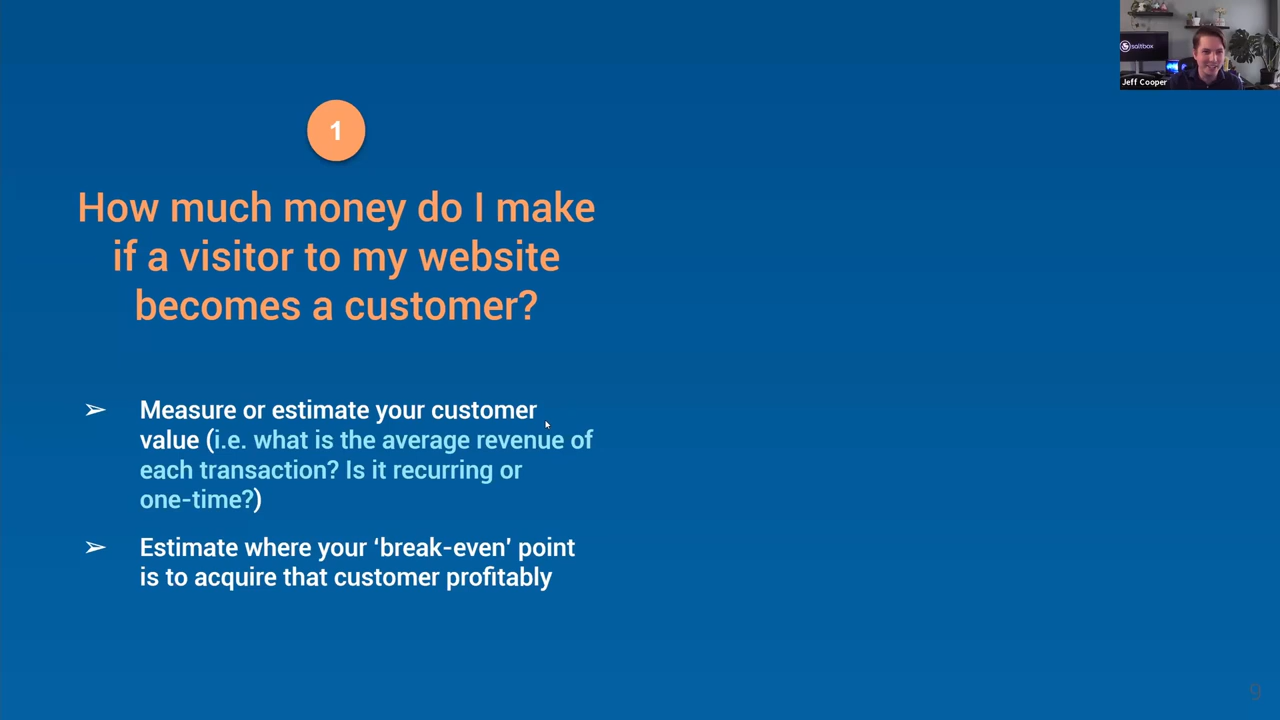 saltbox
Jeff Cooper
1
How much money do I make
if a visitor to my website
becomes a customer?
➢ Measure or estimate your customer
value (i.e. what is the average revenue of
each transaction? Is it recurring or
one-time?)
➢ Estimate where your ‘break-even’ point
is to acquire that customer profitably
9